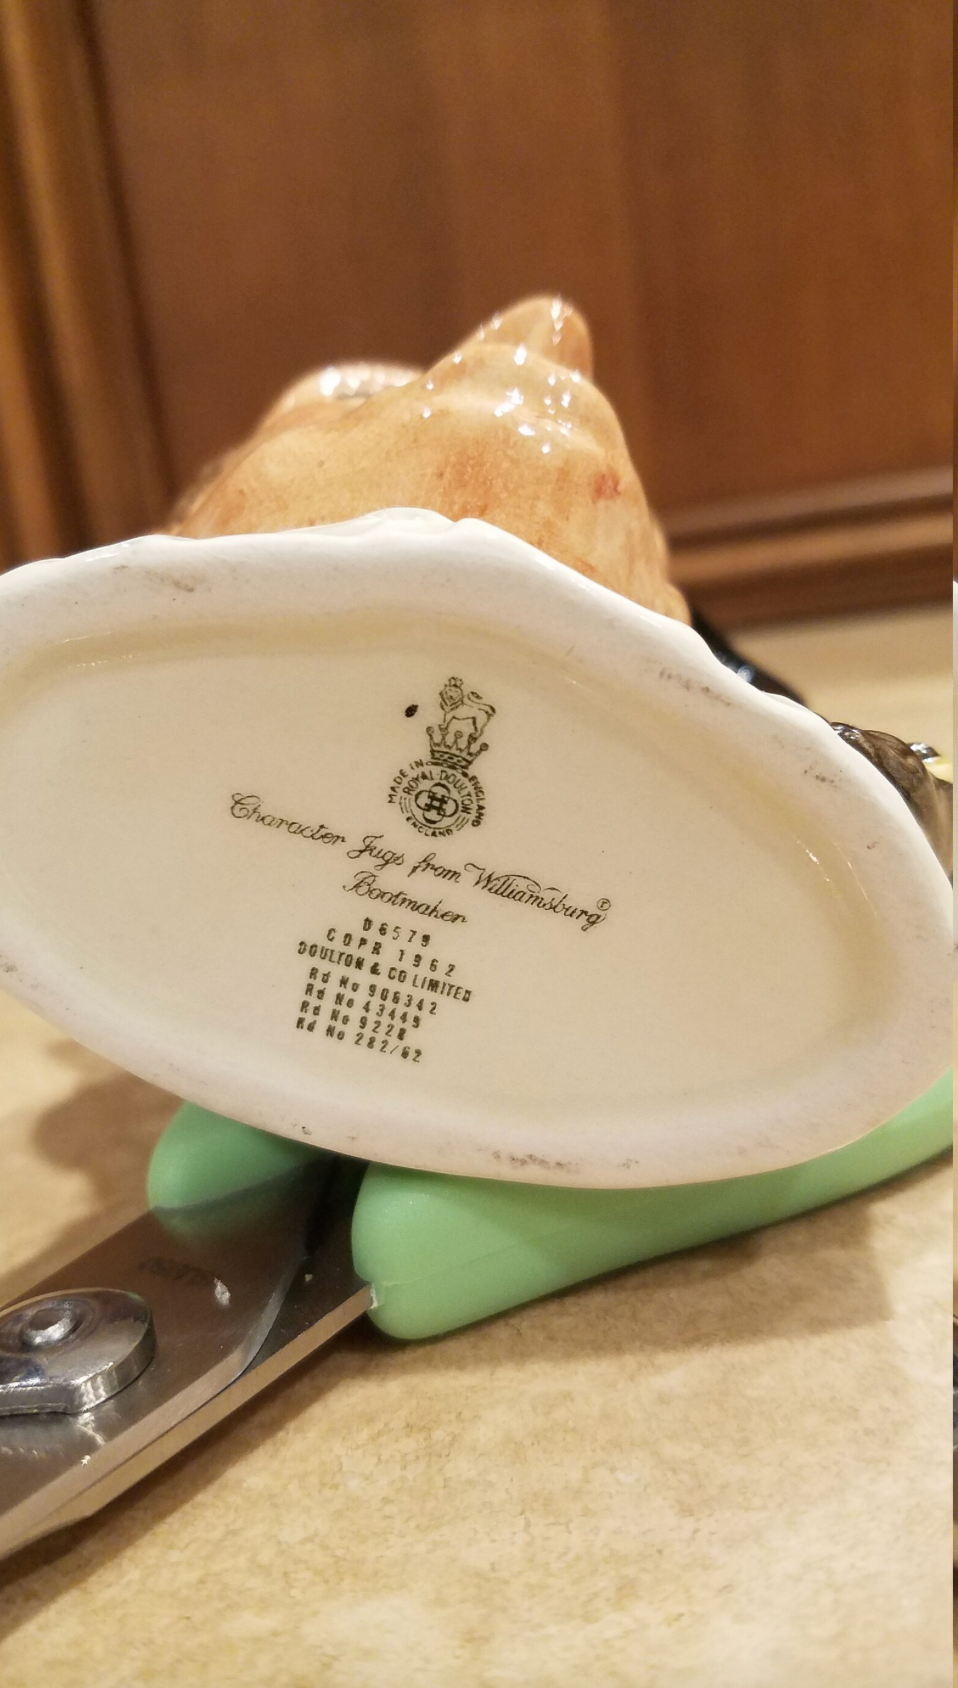 MADE IN ENGLAND
ROYAL·DOULTON
ENGLAND
Character Jugs from Williamsburg®
Bootmaker
D6579
COPR 1962
DOULTON & CO LIMITED
Rd No 906342
Rd No 43449
Rd No 9228
Rd No 282/62